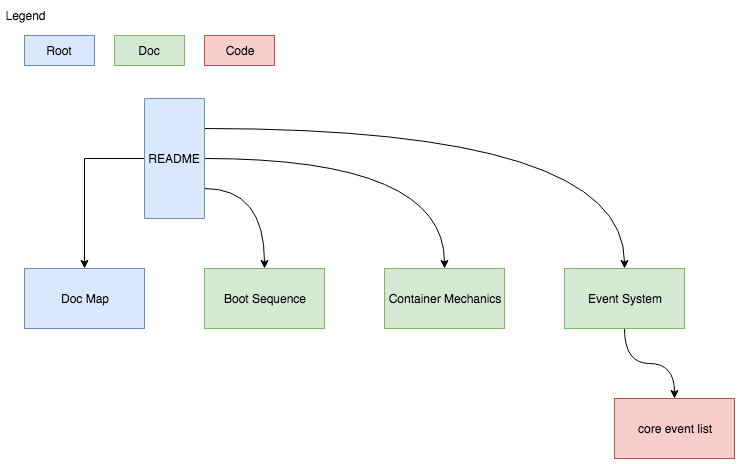 Legend
Root
Doc
Code
README
Doc Map
Boot Sequence
Container Mechanics
Event System
core event list